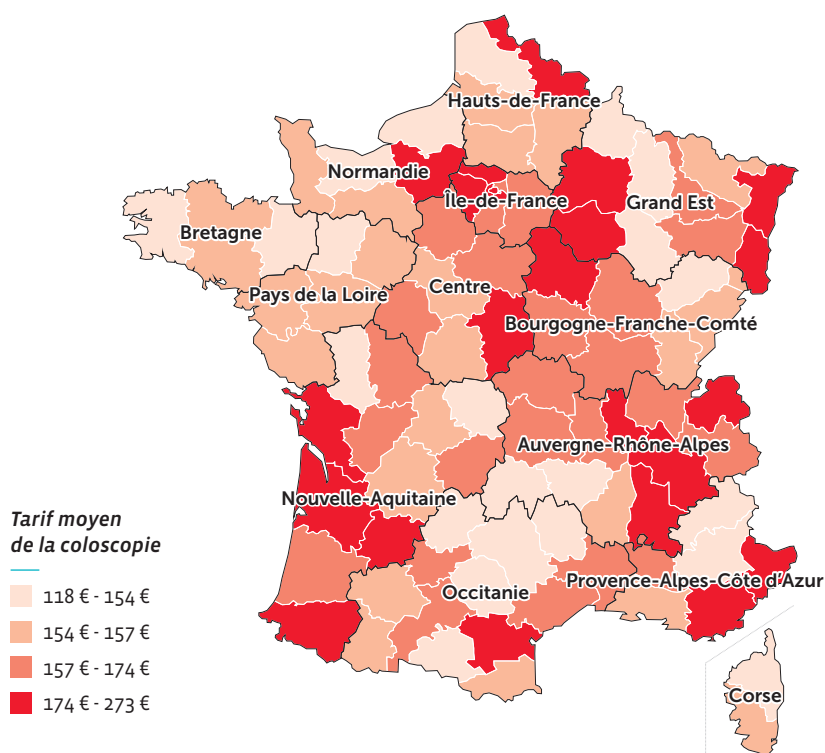 Hauts-de-France
Normandie
Île-de-France
Grand Est
Bretagne
Pays de la Loire
Centre
Bourgogne-Franche-Comté
Auvergne-Rhône-Alpes
Nouvelle-Aquitaine
Occitanie
Provence-Alpes-Côte d'Azur
Corse
Tarif moyen
de la coloscopie
118 € - 154 €
154 € - 157 €
157 € - 174 €
174 € - 273 €